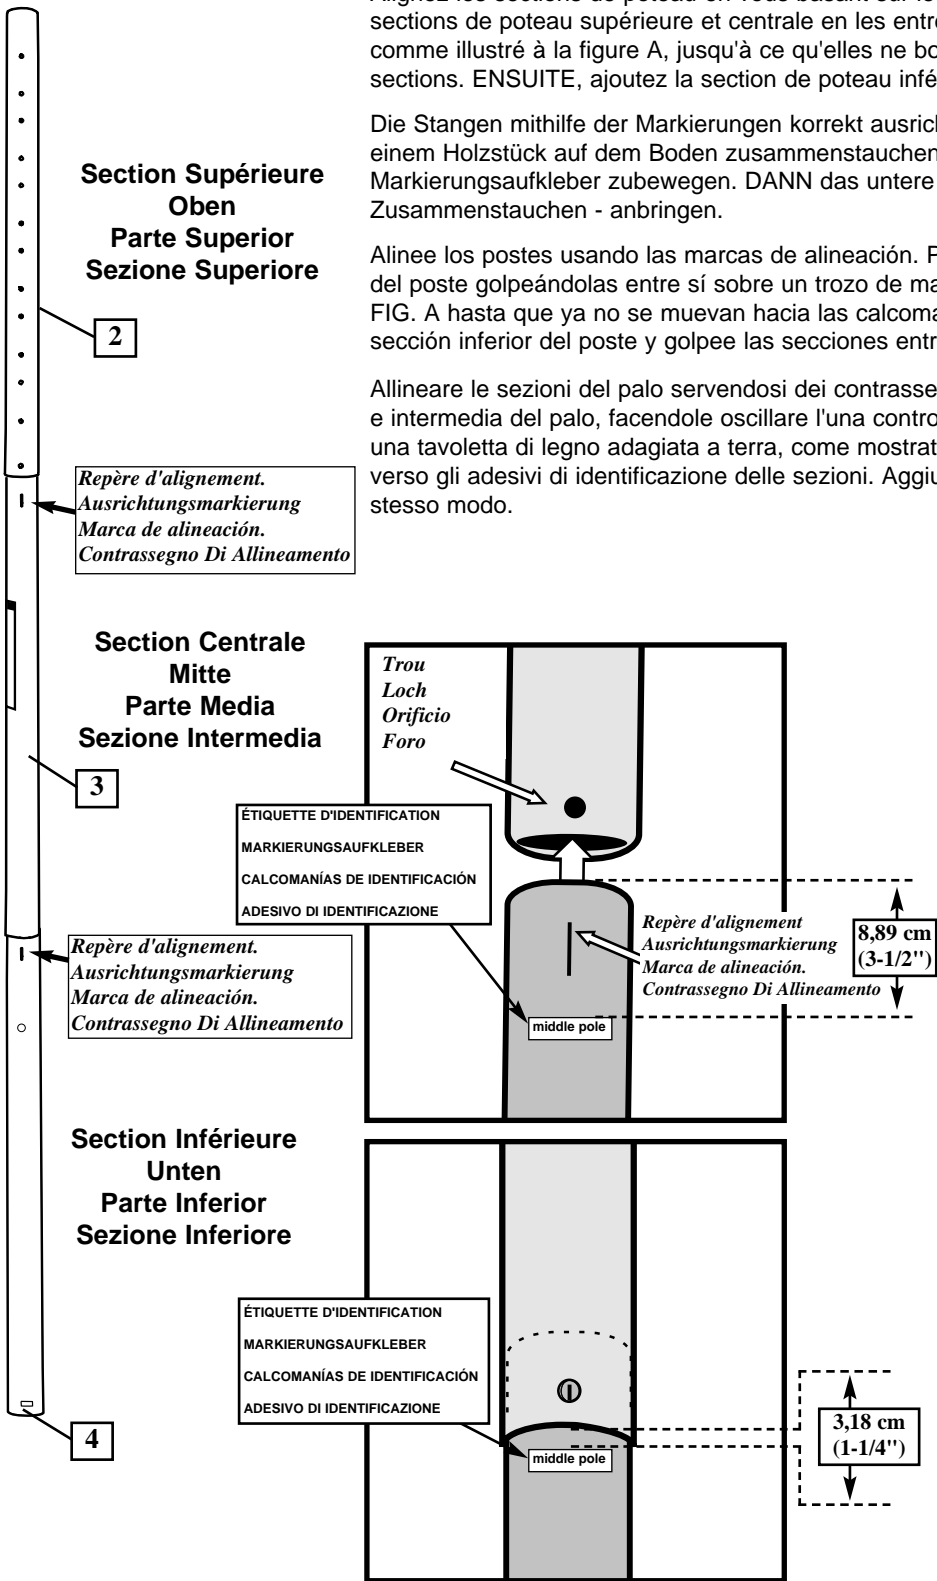 sections de poteau supérieure et centrale en les entre
comme illustré à la figure A, jusqu'à ce qu'elles ne bo
sections. ENSUITE, ajoutez la section de poteau infé
Die Stangen mithilfe der Markierungen korrekt ausrich
einem Holzstück auf dem Boden zusammenstauchen
Markierungsaufkleber zubewegen. DANN das untere
Zusammenstauchen - anbringen.
Alinee los postes usando las marcas de alineación. P
del poste golpeándolas entre sí sobre un trozo de ma
FIG. A hasta que ya no se muevan hacia las calcoma
sección inferior del poste y golpee las secciones entr
Allineare le sezioni del palo servendosi dei contrasse
e intermedia del palo, facendole oscillare l'una contro
una tavoletta di legno adagiata a terra, come mostrat
verso gli adesivi di identificazione delle sezioni. Aggiu
stesso modo.
Section Supérieure
Oben
Parte Superior
Sezione Superiore
2
Repère d'alignement.
Ausrichtungsmarkierung
Marca de alineación.
Contrassegno Di Allineamento
Section Centrale
Mitte
Parte Media
Sezione Intermedia
3
Trou
Loch
Orificio
Foro
ÉTIQUETTE D'IDENTIFICATION
MARKIERUNGSAUFKLEBER
CALCOMANÍAS DE IDENTIFICACIÓN
ADESIVO DI IDENTIFICAZIONE
Repère d'alignement
Ausrichtungsmarkierung
Marca de alineación.
Contrassegno Di Allineamento
8,89 cm
(3-1/2")
middle pole
Repère d'alignement.
Ausrichtungsmarkierung
Marca de alineación.
Contrassegno Di Allineamento
Section Inférieure
Unten
Parte Inferior
Sezione Inferiore
ÉTIQUETTE D'IDENTIFICATION
MARKIERUNGSAUFKLEBER
CALCOMANÍAS DE IDENTIFICACIÓN
ADESIVO DI IDENTIFICAZIONE
middle pole
3,18 cm
(1-1/4")
4